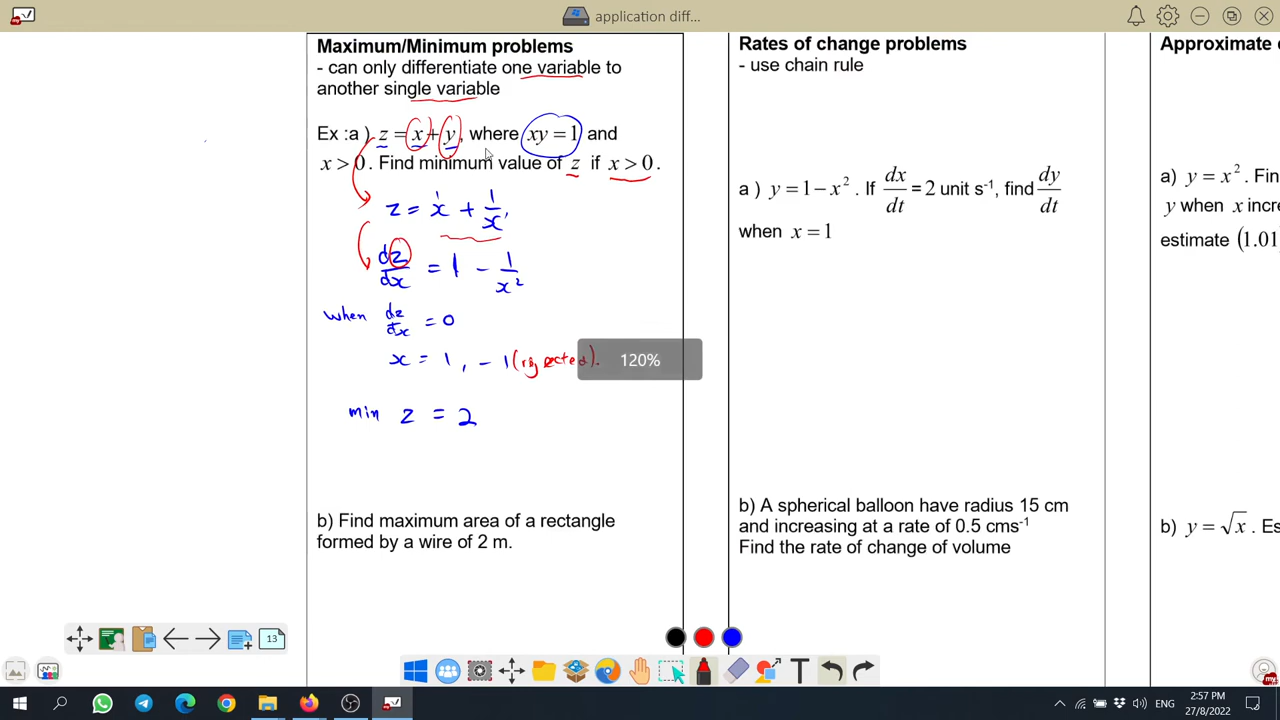 application diff...
Maximum/Minimum problems
- can only differentiate one variable to
another single variable
Ex :a ) z = x + y, where xy = 1 and
x > 0. Find minimum value of z if x > 0.
z = x + 1/x,
dz/dx = 1 - 1/x²
when dz/dx = 0
x = 1, -1 (rejected).
min z = 2
b) Find maximum area of a rectangle
formed by a wire of 2 m.
120%
Rates of change problems
- use chain rule
a ) y = 1 − x². If dx/dt = 2 unit s⁻¹, find dy/dt
when x = 1
b) A spherical balloon have radius 15 cm
and increasing at a rate of 0.5 cms⁻¹
Find the rate of change of volume
Approximate
a) y = x². Fin
y when x incre
estimate (1.01)
b) y = √x. Es
13
T
ENG
2:57 PM
27/8/2022